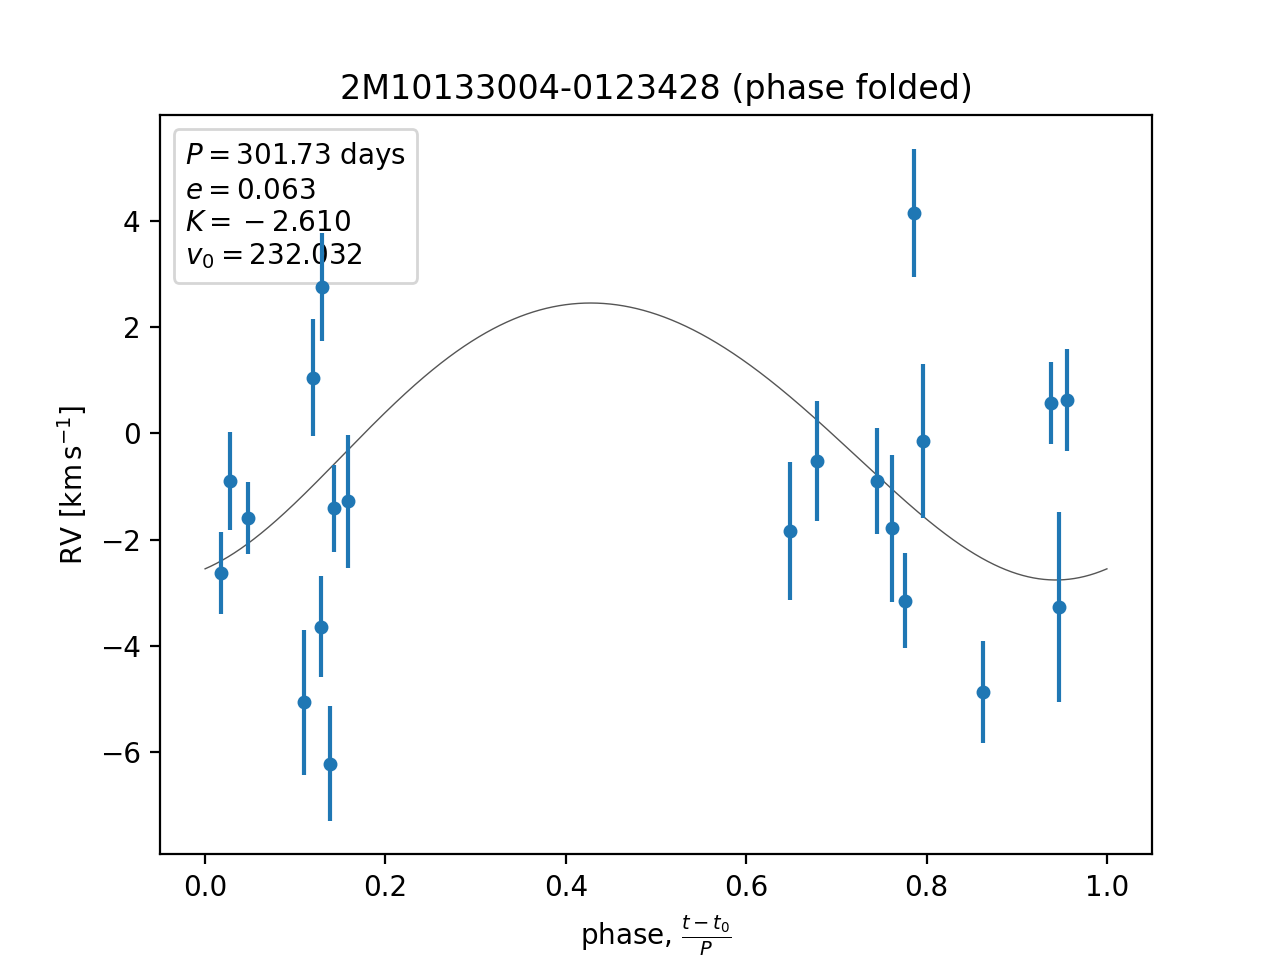 2M10133004-0123428 (phase folded)
P = 301.73 days
e = 0.063
K = −2.610
v₀ = 232.032
RV [km s⁻¹]
4
2
0
−2
−4
−6
0.0 0.2 0.4 0.6 0.8 1.0
phase, (t − t₀)/P